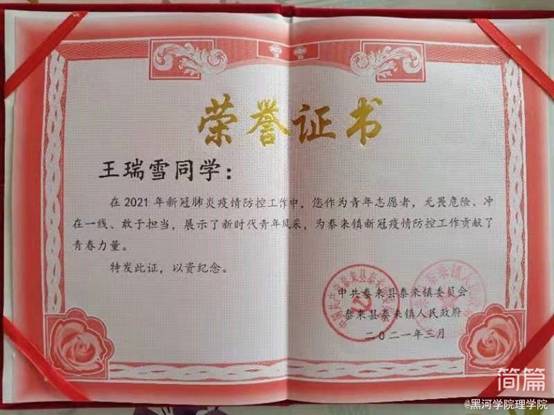 荣誉证书
王瑞雪同学：
在2021年新冠肺炎疫情防控工作中，您作为青年志愿者，无畏危险、冲
在一线、敢于担当，展示了新时代青年风采，为泰来镇新冠疫情防控工作贡献了
青春力量。
特发此证，以资纪念。
中共泰来县泰来镇委员会
泰来县泰来镇人民政府
二〇二一年三月
简篇
@黑河学院理学院